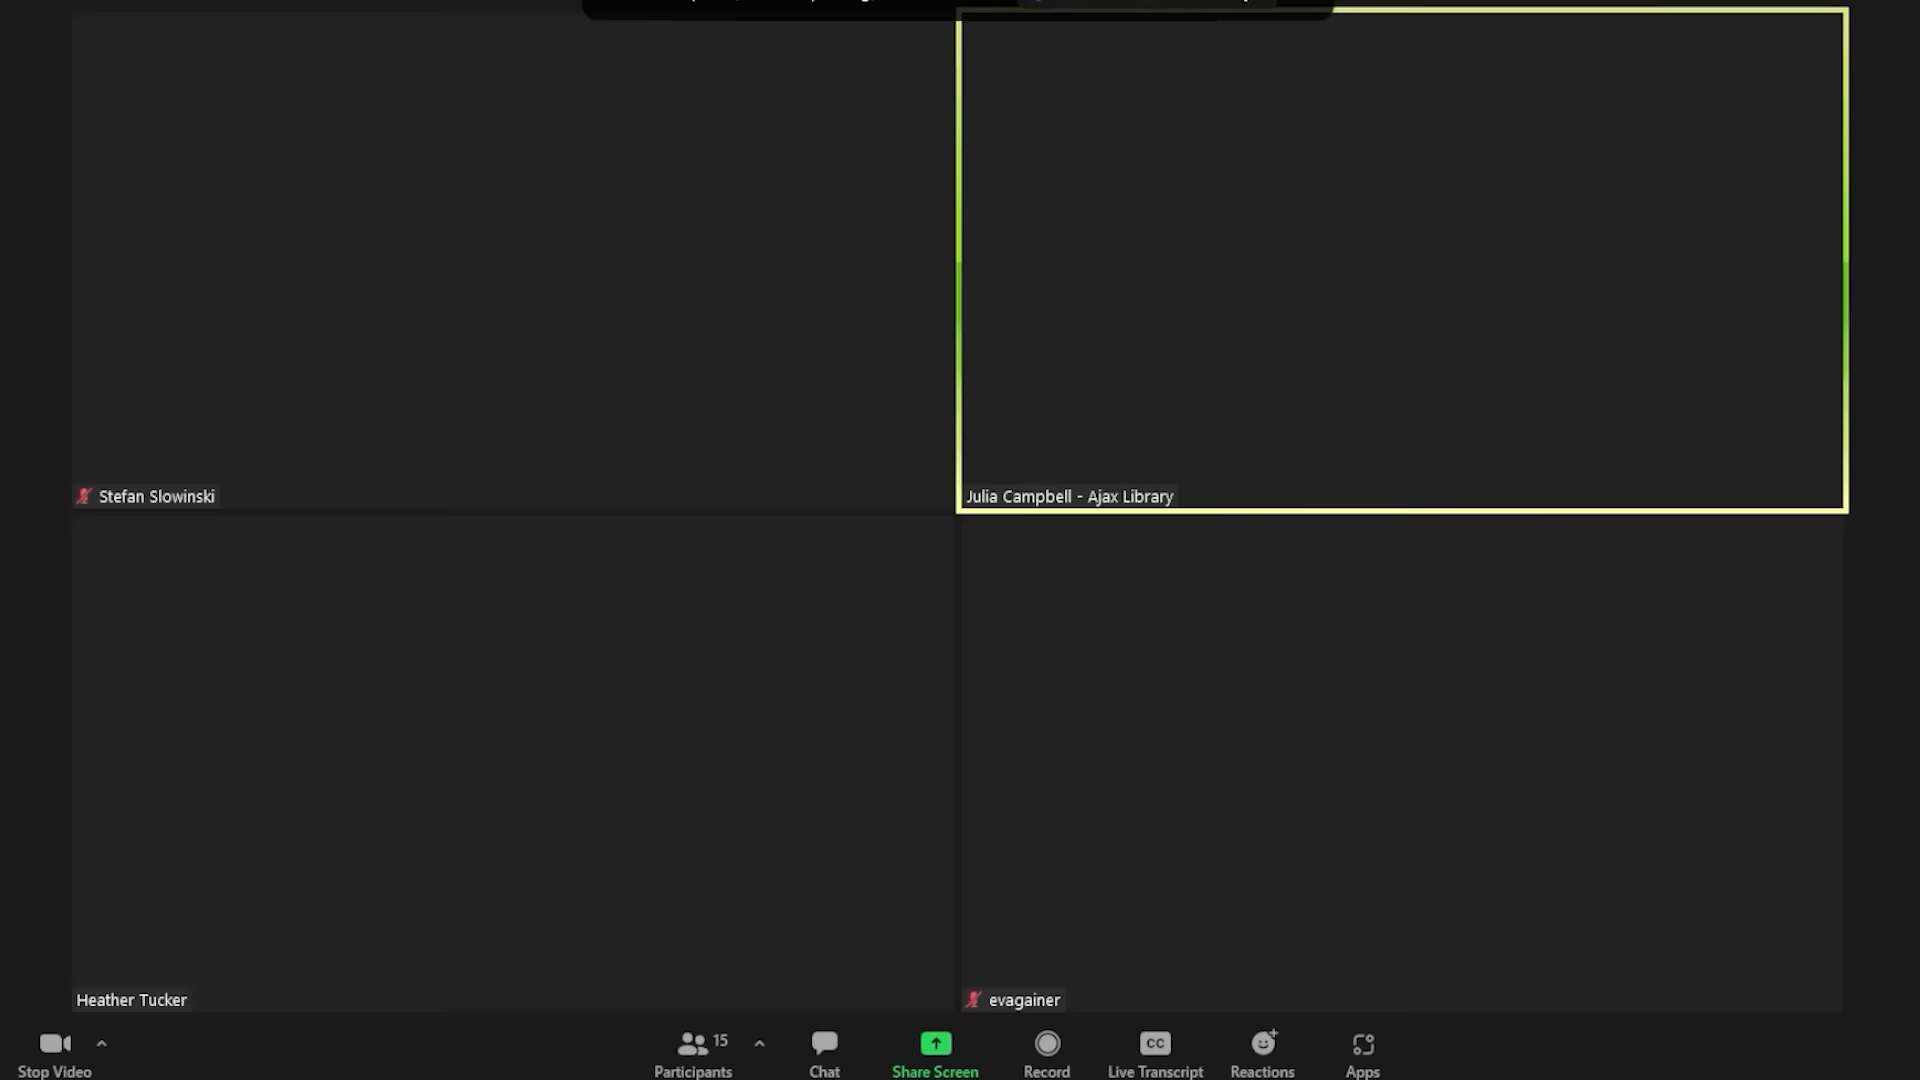 Stefan Slowinski
Julia Campbell - Ajax Library
Heather Tucker
evagainer
15
CC
Stop Video
Participants
Chat
Share Screen
Record
Live Transcript
Reactions
Apps